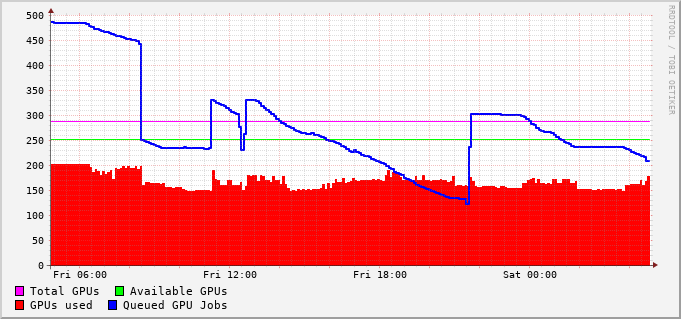 500
450
400
350
300
250
200
150
100
50
0
Fri 06:00 Fri 12:00 Fri 18:00 Sat 00:00
Total GPUs Available GPUs
GPUs used Queued GPU Jobs
RRDTOOL / TOBI OETIKER